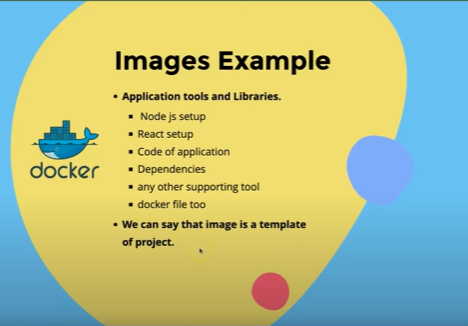 Images Example
• Application tools and Libraries.
▪ Node js setup
▪ React setup
▪ Code of application
▪ Dependencies
▪ any other supporting tool
▪ docker file too
docker
• We can say that image is a template
of project.